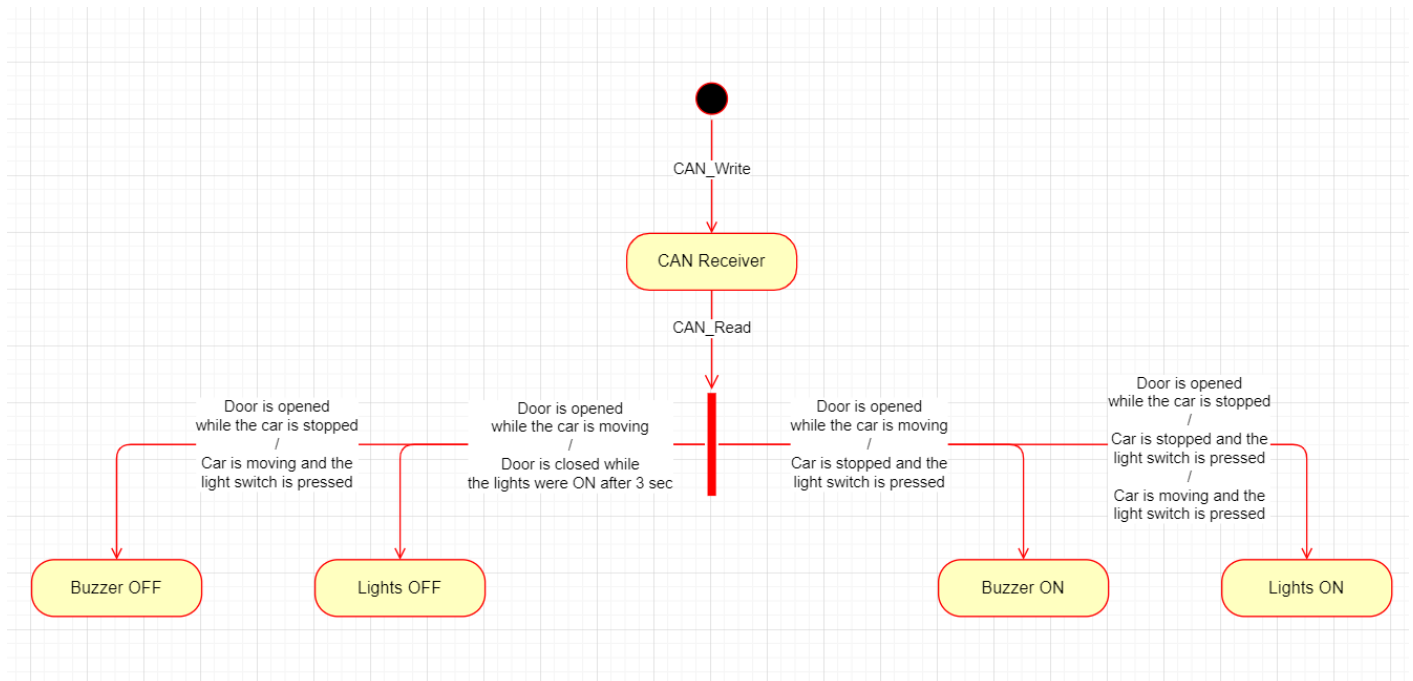 CAN_Write
CAN Receiver
CAN_Read
Door is opened
while the car is stopped
/
Car is moving and the
light switch is pressed
Door is opened
while the car is moving
/
Door is closed while
the lights were ON after 3 sec
Door is opened
while the car is moving
/
Car is stopped and the
light switch is pressed
Door is opened
while the car is stopped
/
Car is stopped and the
light switch is pressed
/
Car is moving and the
light switch is pressed
Buzzer OFF
Lights OFF
Buzzer ON
Lights ON